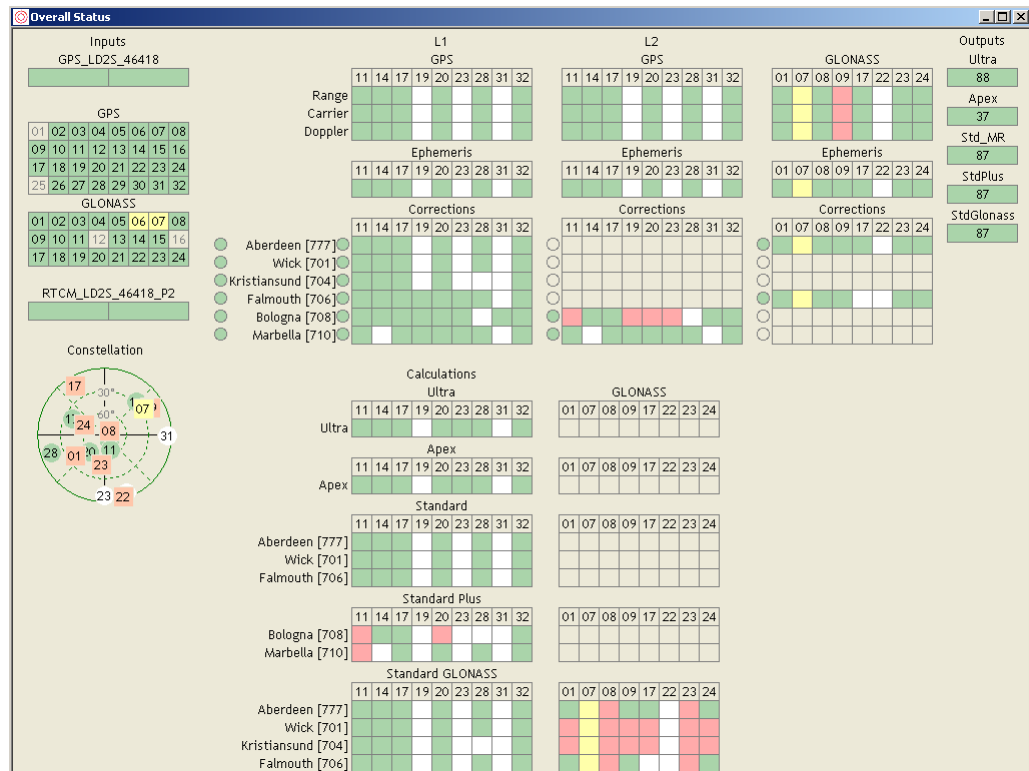 Overall Status
Inputs
GPS_LD2S_46418
GPS
01 02 03 04 05 06 07 08
09 10 11 12 13 14 15 16
17 18 19 20 21 22 23 24
25 26 27 28 29 30 31 32
GLONASS
01 02 03 04 05 06 07 08
09 10 11 12 13 14 15 16
17 18 19 20 21 22 23 24
RTCM_LD2S_46418_P2
Constellation
17
30°
60°
07
24
08
31
28
01
20
11
23
23 22
L1
GPS
11 14 17 19 20 23 28 31 32
Range
Carrier
Doppler
Ephemeris
11 14 17 19 20 23 28 31 32
Corrections
11 14 17 19 20 23 28 31 32
Aberdeen [777]
Wick [701]
Kristiansund [704]
Falmouth [706]
Bologna [708]
Marbella [710]
L2
GPS
11 14 17 19 20 23 28 31 32
Ephemeris
11 14 17 19 20 23 28 31 32
Corrections
11 14 17 19 20 23 28 31 32
GLONASS
01 07 08 09 17 22 23 24
Ephemeris
01 07 08 09 17 22 23 24
Corrections
01 07 08 09 17 22 23 24
Outputs
Ultra
88
Apex
37
Std_MR
87
StdPlus
87
StdGlonass
87
Calculations
Ultra
11 14 17 19 20 23 28 31 32
Ultra
GLONASS
01 07 08 09 17 22 23 24
Apex
11 14 17 19 20 23 28 31 32
Apex
01 07 08 09 17 22 23 24
Standard
11 14 17 19 20 23 28 31 32
Aberdeen [777]
Wick [701]
Falmouth [706]
01 07 08 09 17 22 23 24
Standard Plus
11 14 17 19 20 23 28 31 32
Bologna [708]
Marbella [710]
01 07 08 09 17 22 23 24
Standard GLONASS
11 14 17 19 20 23 28 31 32
Aberdeen [777]
Wick [701]
Kristiansund [704]
Falmouth [706]
01 07 08 09 17 22 23 24